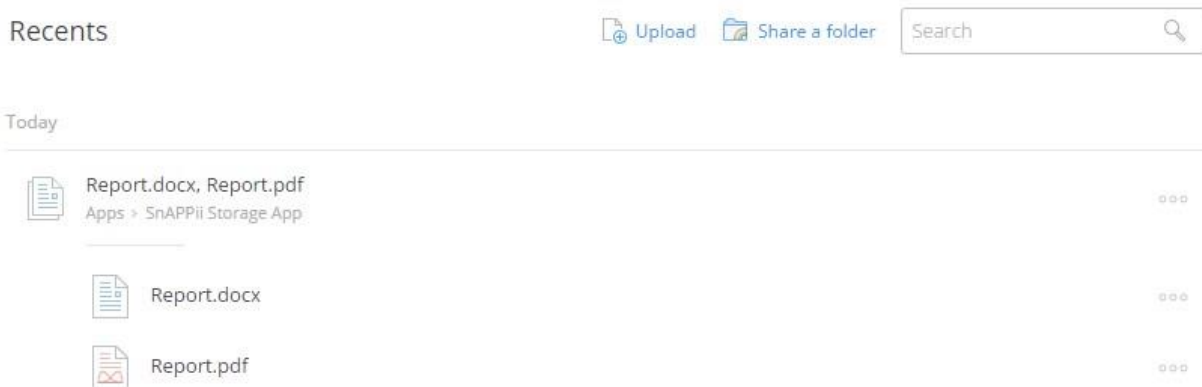 Recents
Upload
Share a folder
Search
Today
Report.docx, Report.pdf
Apps > SnAPPii Storage App
Report.docx
Report.pdf